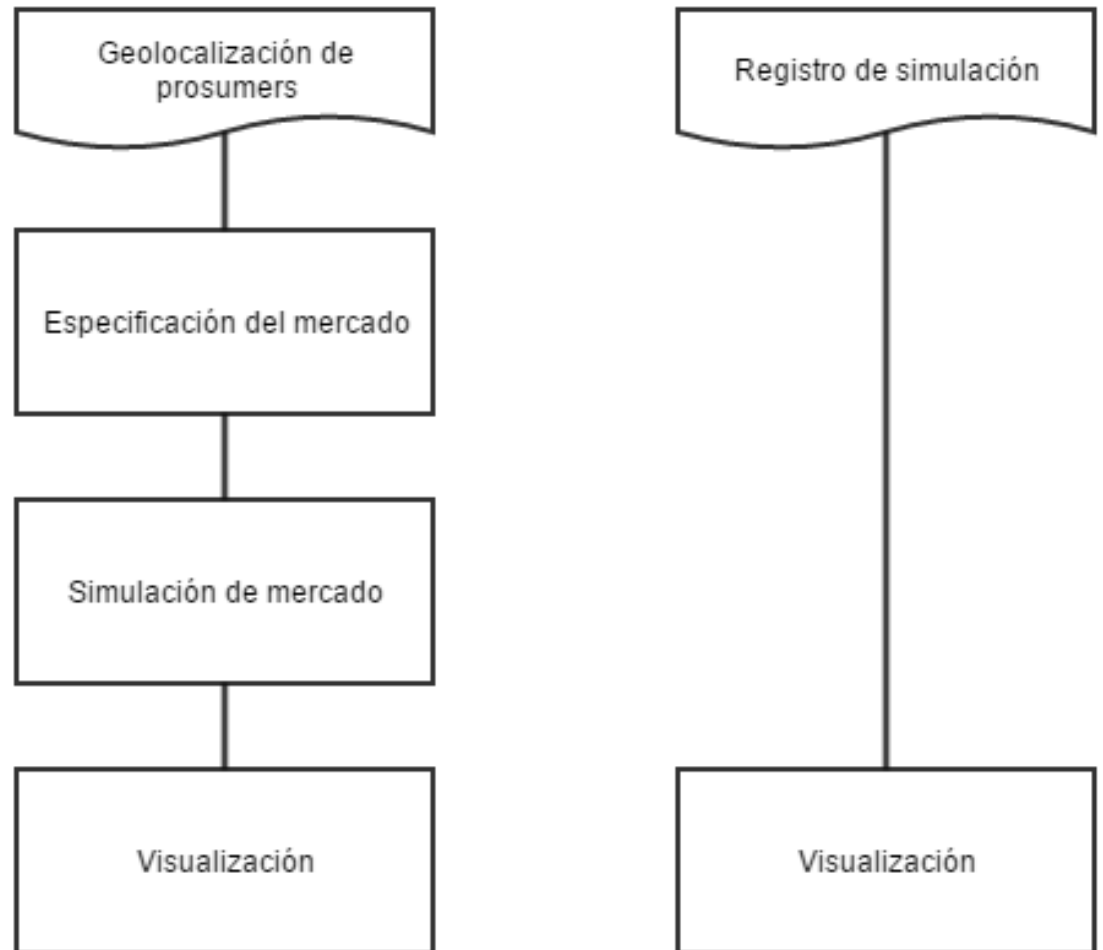 Geolocalización de
prosumers
Registro de simulación
Especificación del mercado
Simulación de mercado
Visualización
Visualización